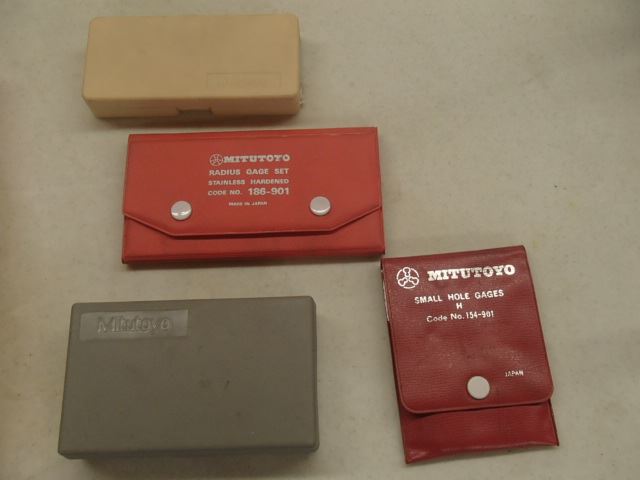 MITUTOYO
RADIUS GAGE SET
STAINLESS HARDENED
CODE NO. 186-901
MADE IN JAPAN
Mitutoyo
MITUTOYO
SMALL HOLE GAGES
H
Code No. 154-901
JAPAN